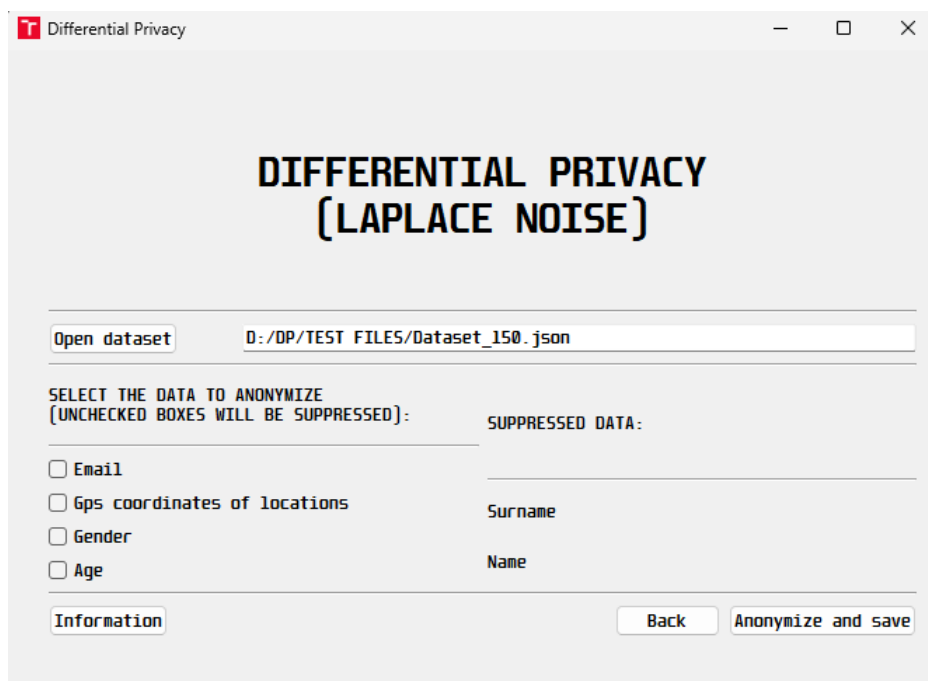 Differential Privacy
DIFFERENTIAL PRIVACY
(LAPLACE NOISE)
Open dataset
D:/DP/TEST FILES/Dataset_150.json
SELECT THE DATA TO ANONYMIZE
(UNCHECKED BOXES WILL BE SUPPRESSED):
Email
Gps coordinates of locations
Gender
Age
SUPPRESSED DATA:
Surname
Name
Information
Back
Anonymize and save